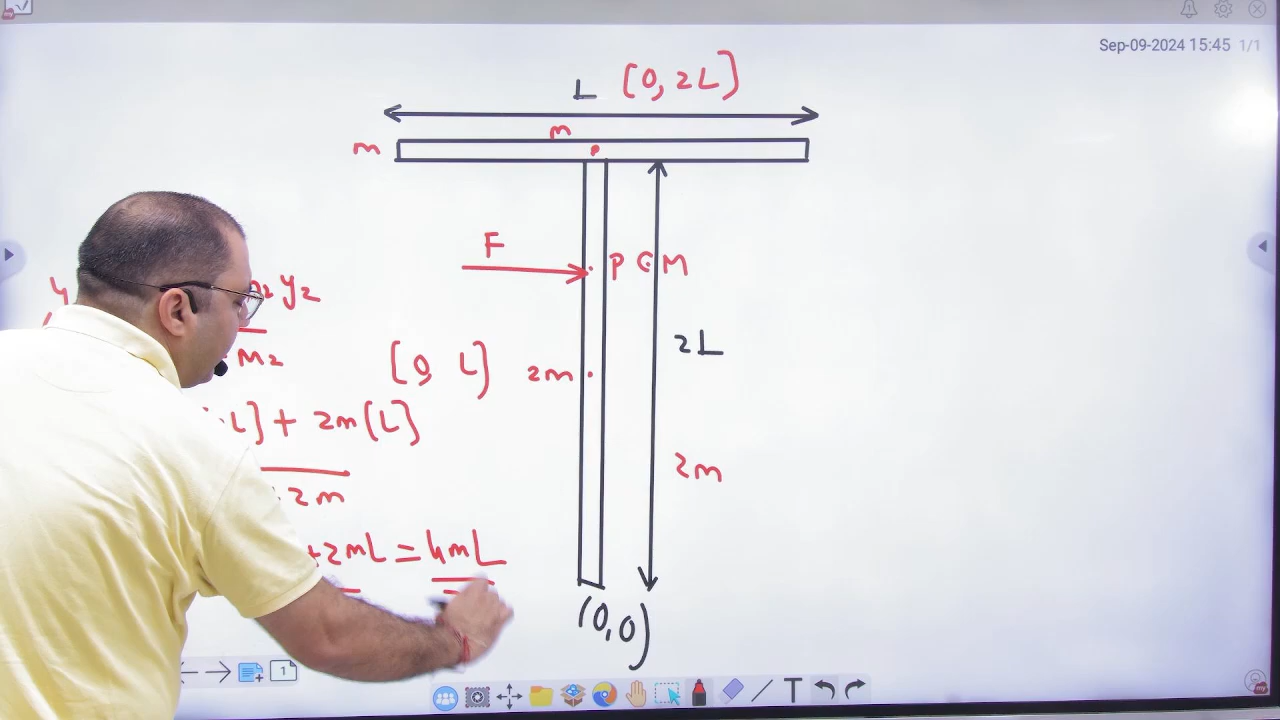 Sep-09-2024 15:45 1/1
L [0, 2L]
m
m
F
P CM
y₂
m₂
2L
[0, L]
2m
L] + 2m[L]
2m
2m
+2mL = 4mL
(0,0)
1
T